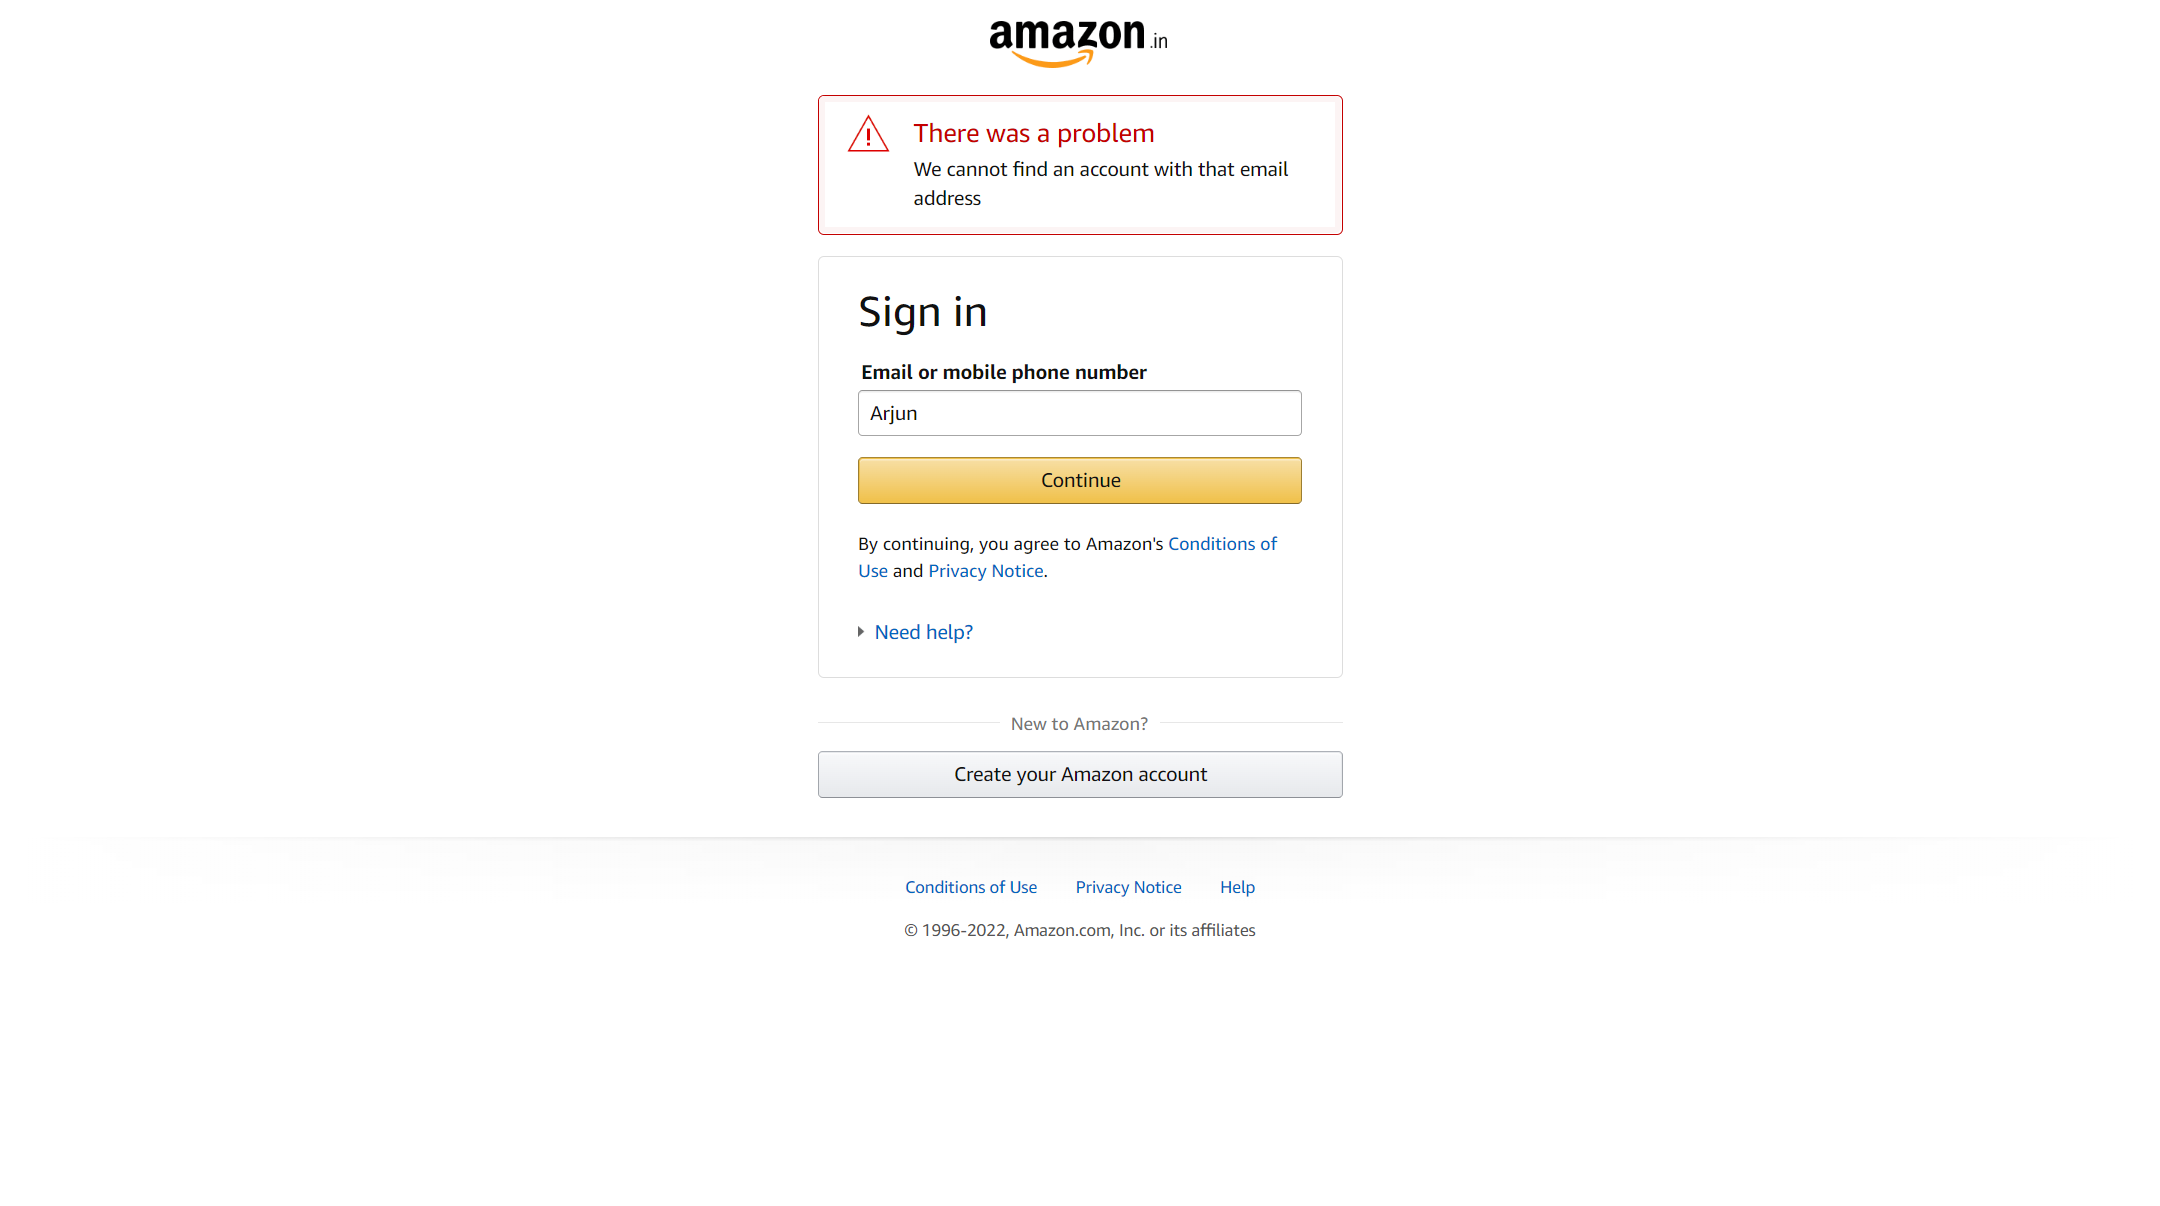 amazon.in
There was a problem
We cannot find an account with that email
address
Sign in
Email or mobile phone number
Arjun
Continue
By continuing, you agree to Amazon's Conditions of
Use and Privacy Notice.
Need help?
New to Amazon?
Create your Amazon account
Conditions of Use Privacy Notice Help
© 1996-2022, Amazon.com, Inc. or its affiliates